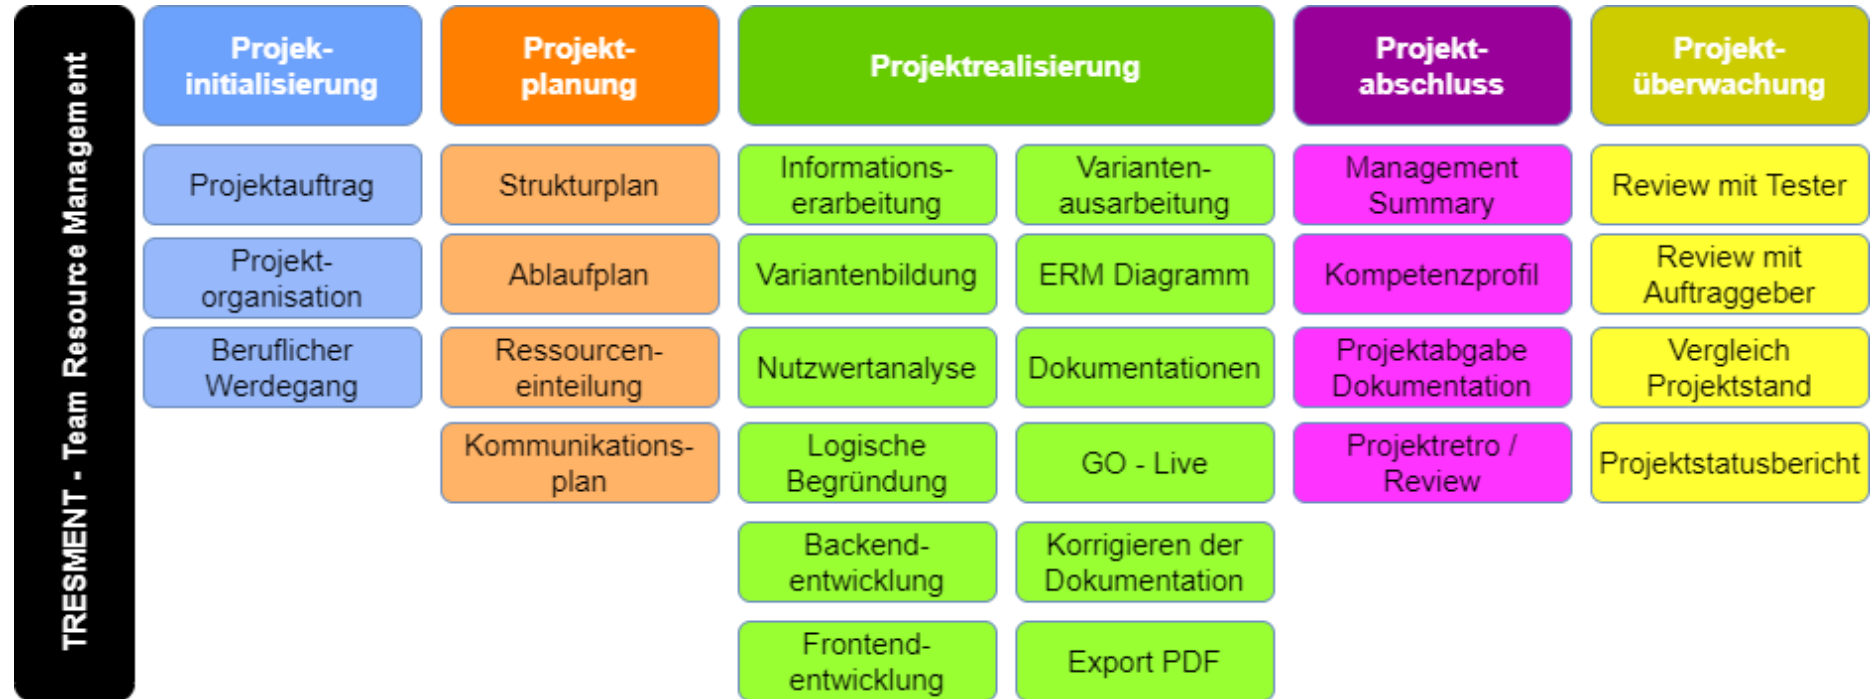 TRESMENT - Team Resource Management
Projek-
initialisierung
Projektauftrag
Projekt-
organisation
Beruflicher
Werdegang
Projekt-
planung
Strukturplan
Ablaufplan
Ressourcen-
einteilung
Kommunikations-
plan
Projektrealisierung
Informations-
erarbeitung
Variantenbildung
Nutzwertanalyse
Logische
Begründung
Backend-
entwicklung
Frontend-
entwicklung
Varianten-
ausarbeitung
ERM Diagramm
Dokumentationen
GO - Live
Korrigieren der
Dokumentation
Export PDF
Projekt-
abschluss
Management
Summary
Kompetenzprofil
Projektabgabe
Dokumentation
Projektretro /
Review
Projekt-
überwachung
Review mit Tester
Review mit
Auftraggeber
Vergleich
Projektstand
Projektstatusbericht